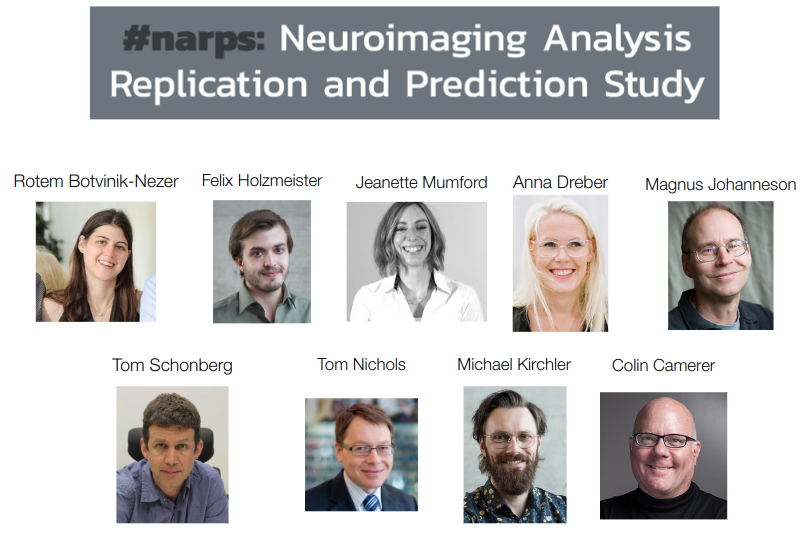 #narps: Neuroimaging Analysis
Replication and Prediction Study
Rotem Botvinik-Nezer
Felix Holzmeister
Jeanette Mumford
Anna Dreber
Magnus Johanneson
Tom Schonberg
Tom Nichols
Michael Kirchler
Colin Camerer